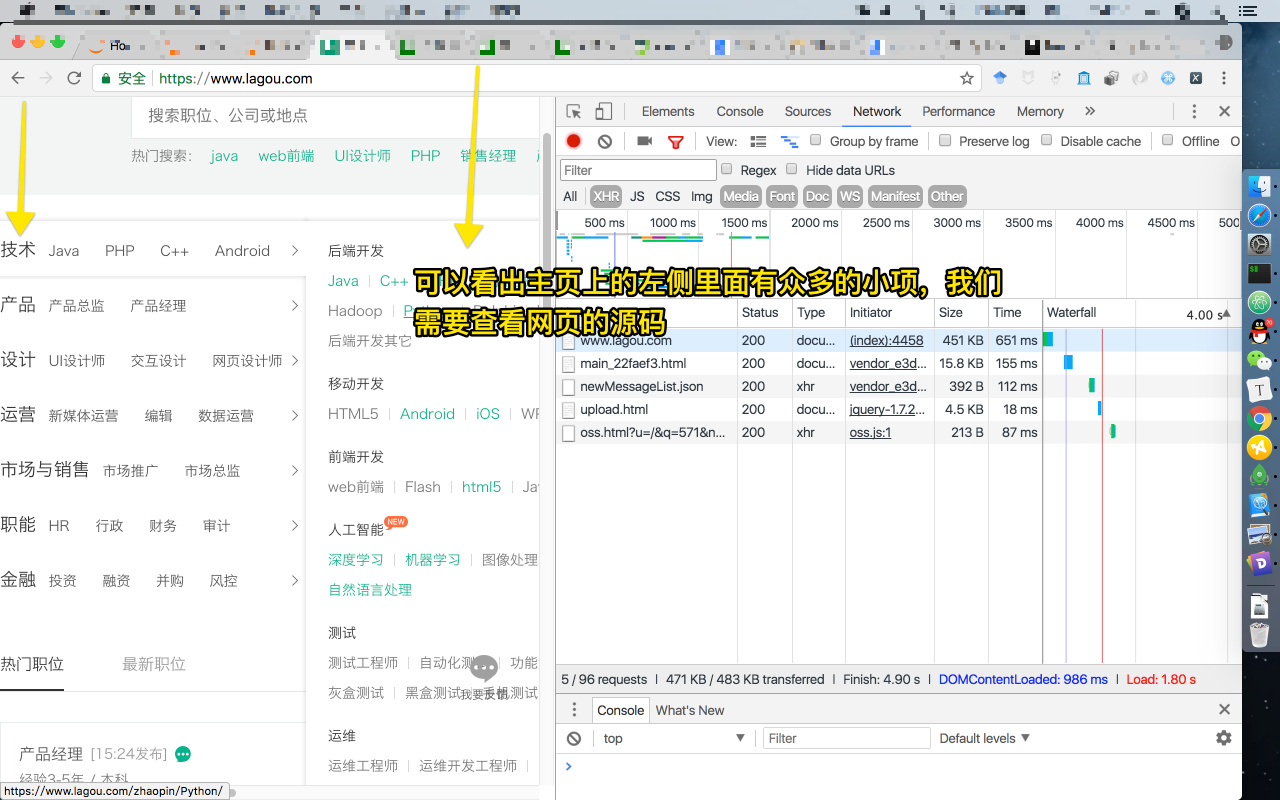 Ho
安全 https://www.lagou.com
搜索职位、公司或地点
热门搜索： java web前端 UI设计师 PHP 销售经理
技术 Java PHP C++ Android
产品 产品总监 产品经理
设计 UI设计师 交互设计 网页设计师
运营 新媒体运营 编辑 数据运营
市场与销售 市场推广 市场总监
职能 HR 行政 财务 审计
金融 投资 融资 并购 风控
热门职位 最新职位
产品经理 [15:24发布]
经验3-5年 / 本科
https://www.lagou.com/zhaopin/Python/
后端开发
Java C++
Hadoop
后端开发其它
移动开发
HTML5 Android iOS
前端开发
web前端 Flash html5
人工智能 NEW
深度学习 机器学习 图像处理
自然语言处理
测试
测试工程师 功能
灰盒测试 黑盒测试
我要反馈
运维
运维工程师 运维开发工程师
可以看出主页上的左侧里面有众多的小项，我们
需要查看网页的源码
Elements Console Sources Network Performance Memory »
View: Group by frame Preserve log Disable cache Offline O
Filter Regex Hide data URLs
All XHR JS CSS Img Media Font Doc WS Manifest Other
500 ms 1000 ms 1500 ms 2000 ms 2500 ms 3000 ms 3500 ms 4000 ms 4500 ms 500
Status Type Initiator Size Time Waterfall 4.00 s
www.lagou.com 200 docu... (index):4458 451 KB 651 ms
main_22faef3.html 200 docu... vendor_e3d... 15.8 KB 155 ms
newMessageList.json 200 xhr vendor_e3d... 392 B 112 ms
upload.html 200 docu... jquery-1.7.2... 4.5 KB 18 ms
oss.html?u=/&q=571&n... 200 xhr oss.js:1 213 B 87 ms
5 / 96 requests | 471 KB / 483 KB transferred | Finish: 4.90 s | DOMContentLoaded: 986 ms | Load: 1.80 s
Console What's New
top Filter Default levels